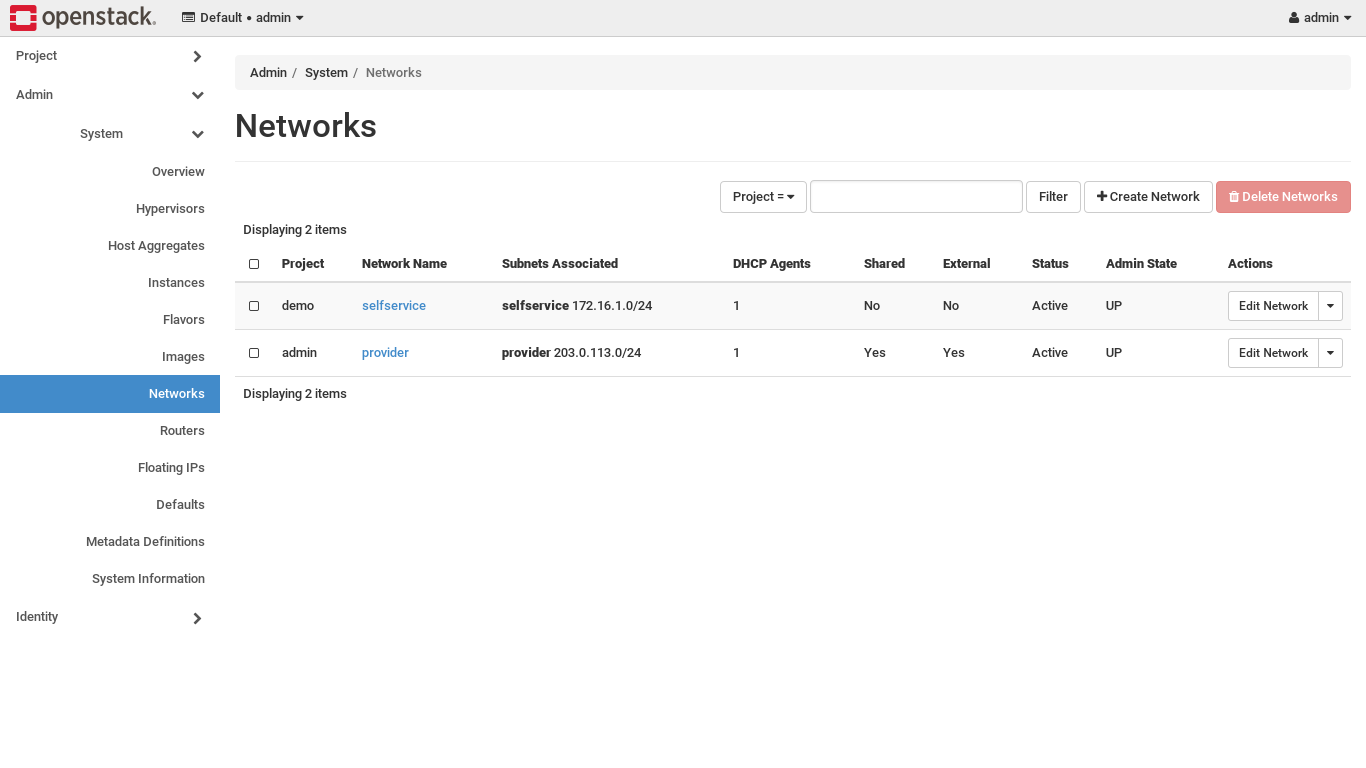 openstack. Default • admin admin
Project
Admin
System
Overview
Hypervisors
Host Aggregates
Instances
Flavors
Images
Networks
Routers
Floating IPs
Defaults
Metadata Definitions
System Information
Identity
Admin / System / Networks
Networks
Project = Filter Create Network Delete Networks
Displaying 2 items
Project Network Name Subnets Associated DHCP Agents Shared External Status Admin State Actions
demo selfservice selfservice 172.16.1.0/24 1 No No Active UP Edit Network
admin provider provider 203.0.113.0/24 1 Yes Yes Active UP Edit Network
Displaying 2 items